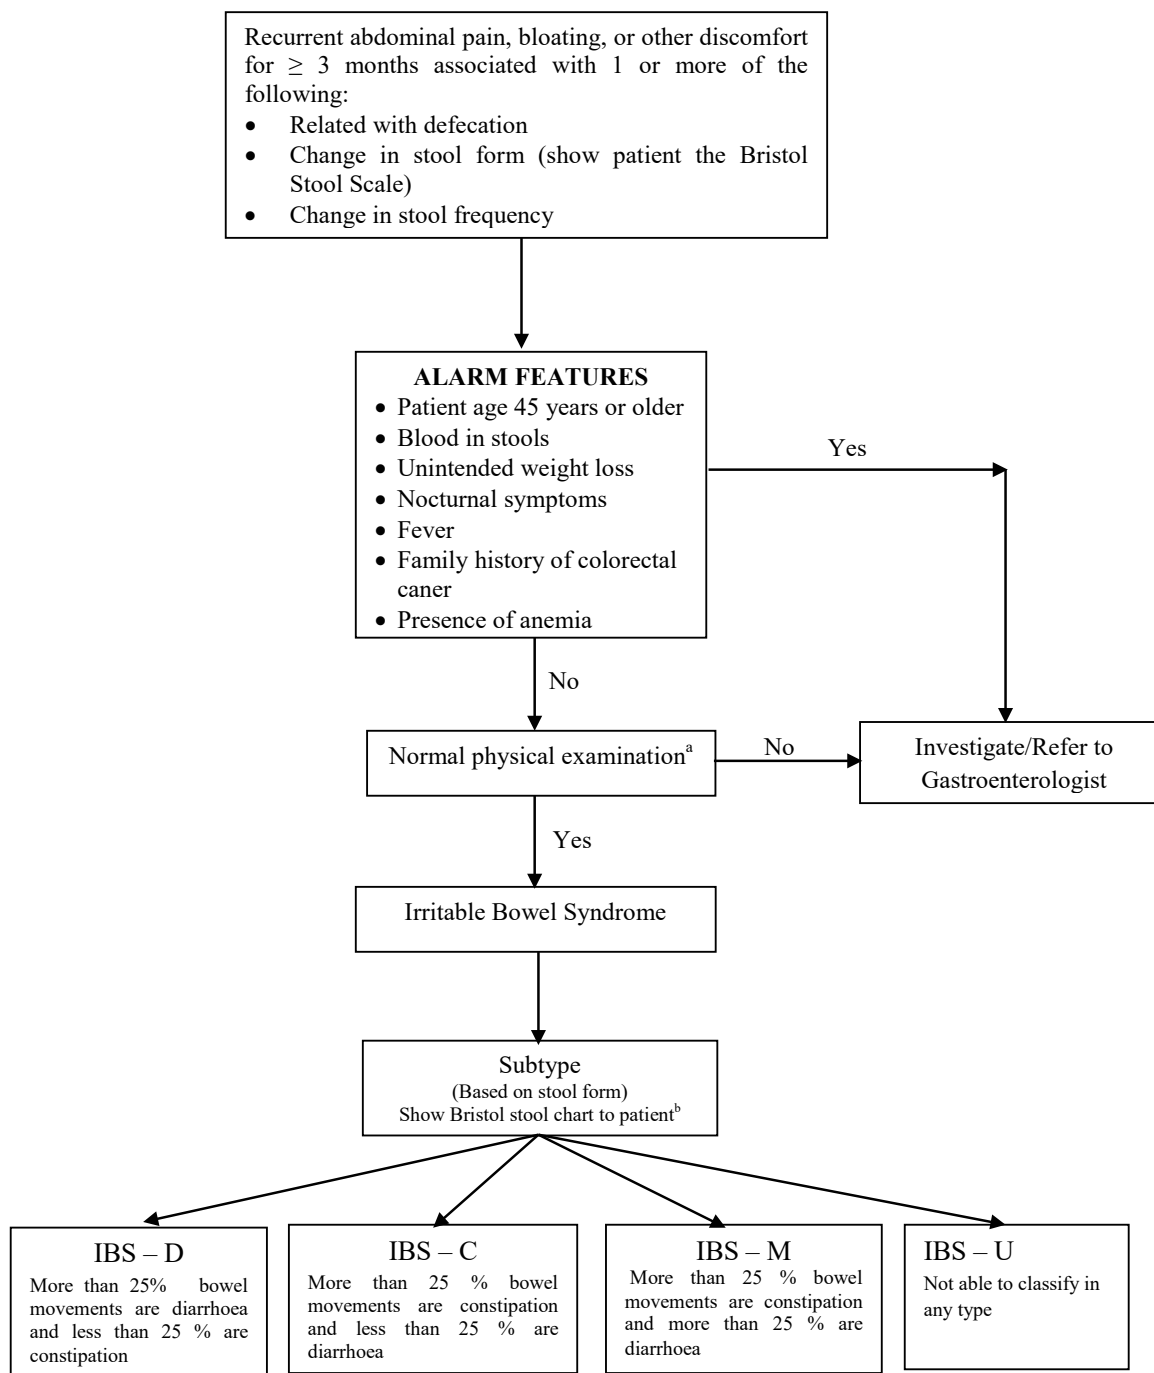 Recurrent abdominal pain, bloating, or other discomfort
for ≥ 3 months associated with 1 or more of the
following:
• Related with defecation
• Change in stool form (show patient the Bristol
Stool Scale)
• Change in stool frequency
ALARM FEATURES
• Patient age 45 years or older
• Blood in stools
• Unintended weight loss
• Nocturnal symptoms
• Fever
• Family history of colorectal
caner
• Presence of anemia
Yes
No
Normal physical examinationᵃ
No
Investigate/Refer to
Gastroenterologist
Yes
Irritable Bowel Syndrome
Subtype
(Based on stool form)
Show Bristol stool chart to patientᵇ
IBS – D
More than 25% bowel
movements are diarrhoea
and less than 25 % are
constipation
IBS – C
More than 25 % bowel
movements are constipation
and less than 25 % are
diarrhoea
IBS – M
More than 25 % bowel
movements are constipation
and more than 25 % are
diarrhoea
IBS – U
Not able to classify in
any type